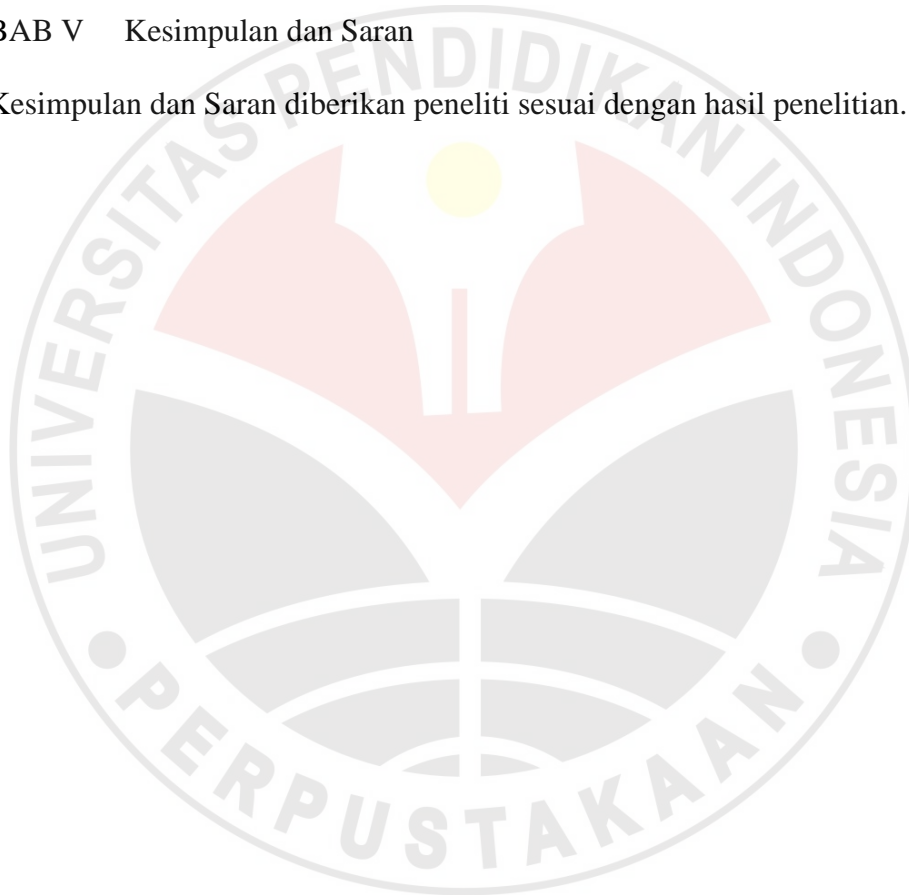 BAB V Kesimpulan dan Saran
Kesimpulan dan Saran diberikan peneliti sesuai dengan hasil penelitian.
UNIVERSITAS PENDIDIKAN INDONESIA
PERPUSTAKAAN